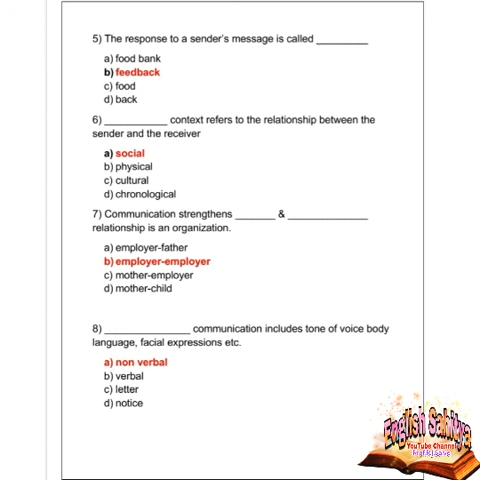 5) The response to a sender's message is called _________
a) food bank
b) feedback
c) food
d) back
6) ___________ context refers to the relationship between the
sender and the receiver
a) social
b) physical
c) cultural
d) chronological
7) Communication strengthens _______ & ______________
relationship is an organization.
a) employer-father
b) employer-employer
c) mother-employer
d) mother-child
8) _______________ communication includes tone of voice body
language, facial expressions etc.
a) non verbal
b) verbal
c) letter
d) notice
English Sahitya
YouTube Channel